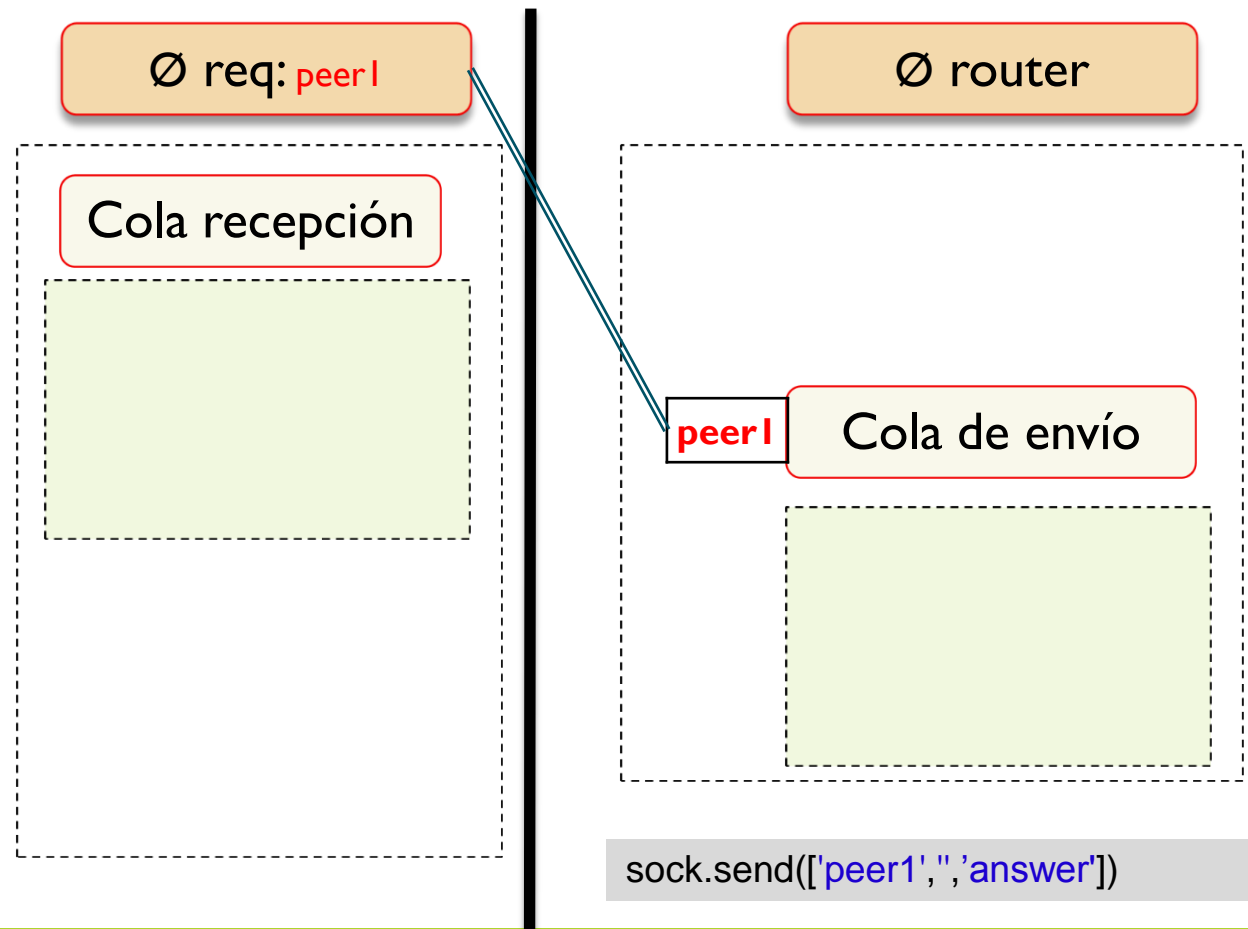 Ø req: peer1
Ø router
Cola recepción
peer1
Cola de envío
sock.send(['peer1','',’answer'])